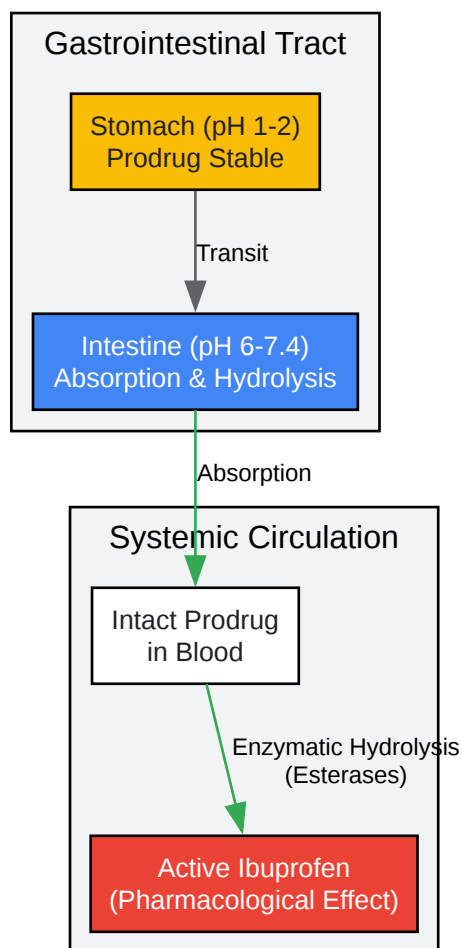 Gastrointestinal Tract
Stomach (pH 1-2)
Prodrug Stable
Transit
Intestine (pH 6-7.4)
Absorption & Hydrolysis
Absorption
Systemic Circulation
Intact Prodrug
in Blood
Enzymatic Hydrolysis
(Esterases)
Active Ibuprofen
(Pharmacological Effect)